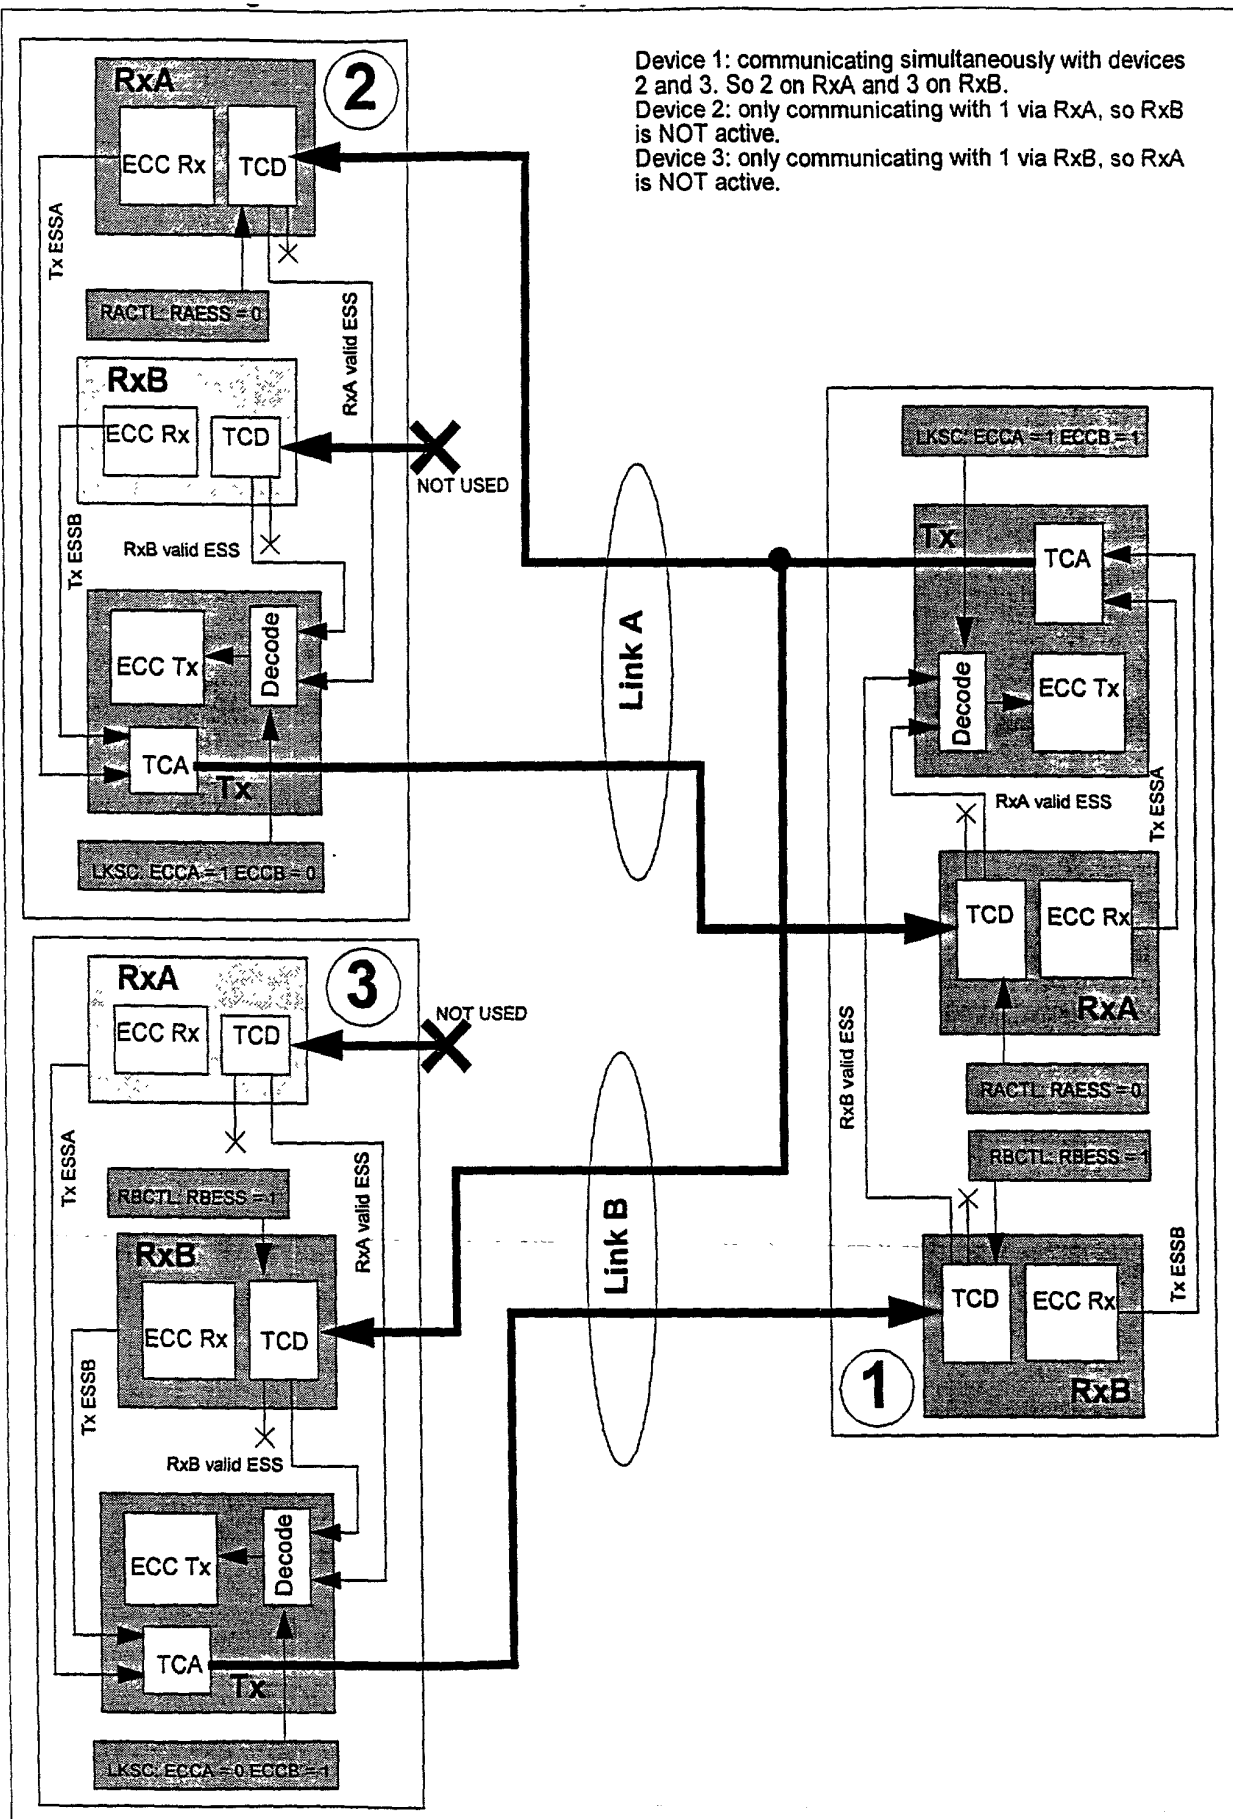 Device 1: communicating simultaneously with devices
2 and 3. So 2 on RxA and 3 on RxB.
Device 2: only communicating with 1 via RxA, so RxB
is NOT active.
Device 3: only communicating with 1 via RxB, so RxA
is NOT active.
2
RxA
ECC Rx
TCD
Tx ESSA
RACTL: RAESS = 0
RxA valid ESS
RxB
ECC Rx
TCD
NOT USED
RxB valid ESS
Tx ESSB
ECC Tx
Decode
TCA
Tx
LKSC: ECCA = 1 ECCB = 0
Link A
LKSC: ECCA = 1 ECCB = 1
Tx
TCA
Decode
ECC Tx
RxA valid ESS
Tx ESSA
TCD
ECC Rx
RxA
RxB valid ESS
RACTL: RAESS = 0
RBCTL: RBESS = 1
Tx ESSB
TCD
ECC Rx
RxB
1
3
RxA
ECC Rx
TCD
NOT USED
Tx ESSA
RBCTL: RBESS = 1
RxA valid ESS
RxB
ECC Rx
TCD
Tx ESSB
RxB valid ESS
ECC Tx
Decode
TCA
Tx
LKSC: ECCA = 0 ECCB = 1
Link B